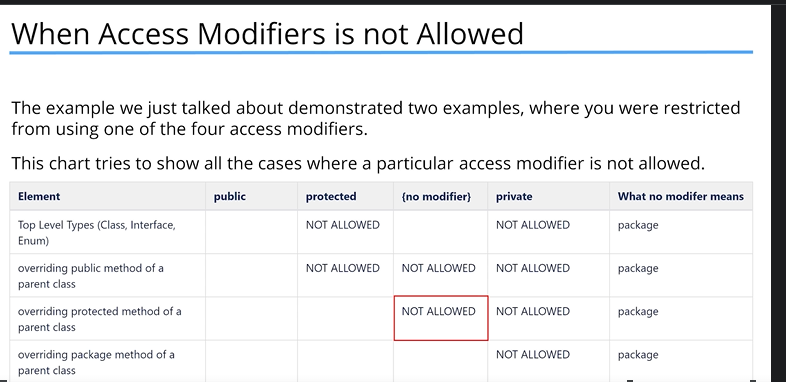 When Access Modifiers is not Allowed
The example we just talked about demonstrated two examples, where you were restricted
from using one of the four access modifiers.
This chart tries to show all the cases where a particular access modifier is not allowed.
Element public protected {no modifier} private What no modifer means
Top Level Types (Class, Interface, NOT ALLOWED NOT ALLOWED package
Enum)
overriding public method of a NOT ALLOWED NOT ALLOWED NOT ALLOWED package
parent class
overriding protected method of a NOT ALLOWED NOT ALLOWED package
parent class
overriding package method of a NOT ALLOWED package
parent class